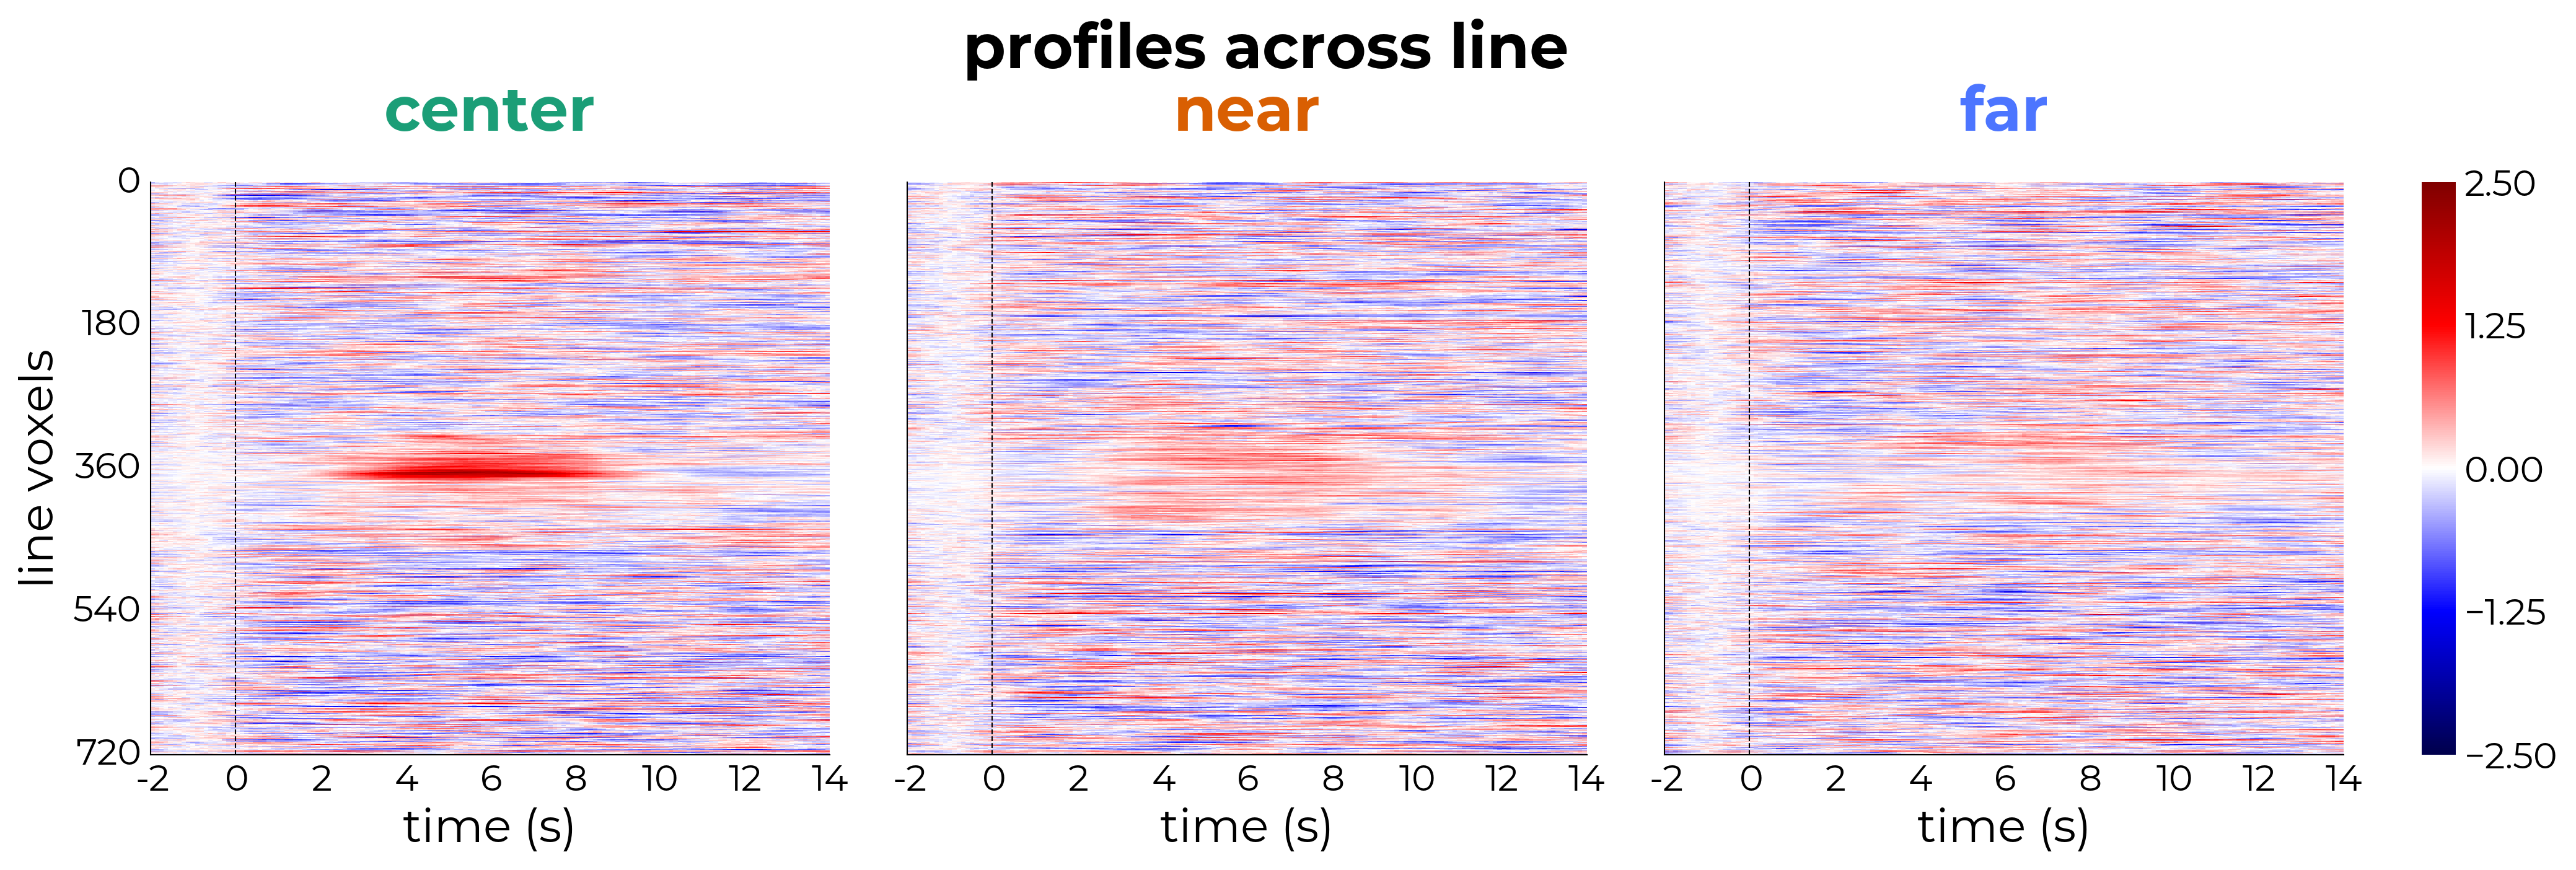 profiles across line
center near far
line voxels
0
180
360
540
720
-2 0 2 4 6 8 10 12 14
-2 0 2 4 6 8 10 12 14
-2 0 2 4 6 8 10 12 14
time (s) time (s) time (s)
2.50
1.25
0.00
−1.25
−2.50